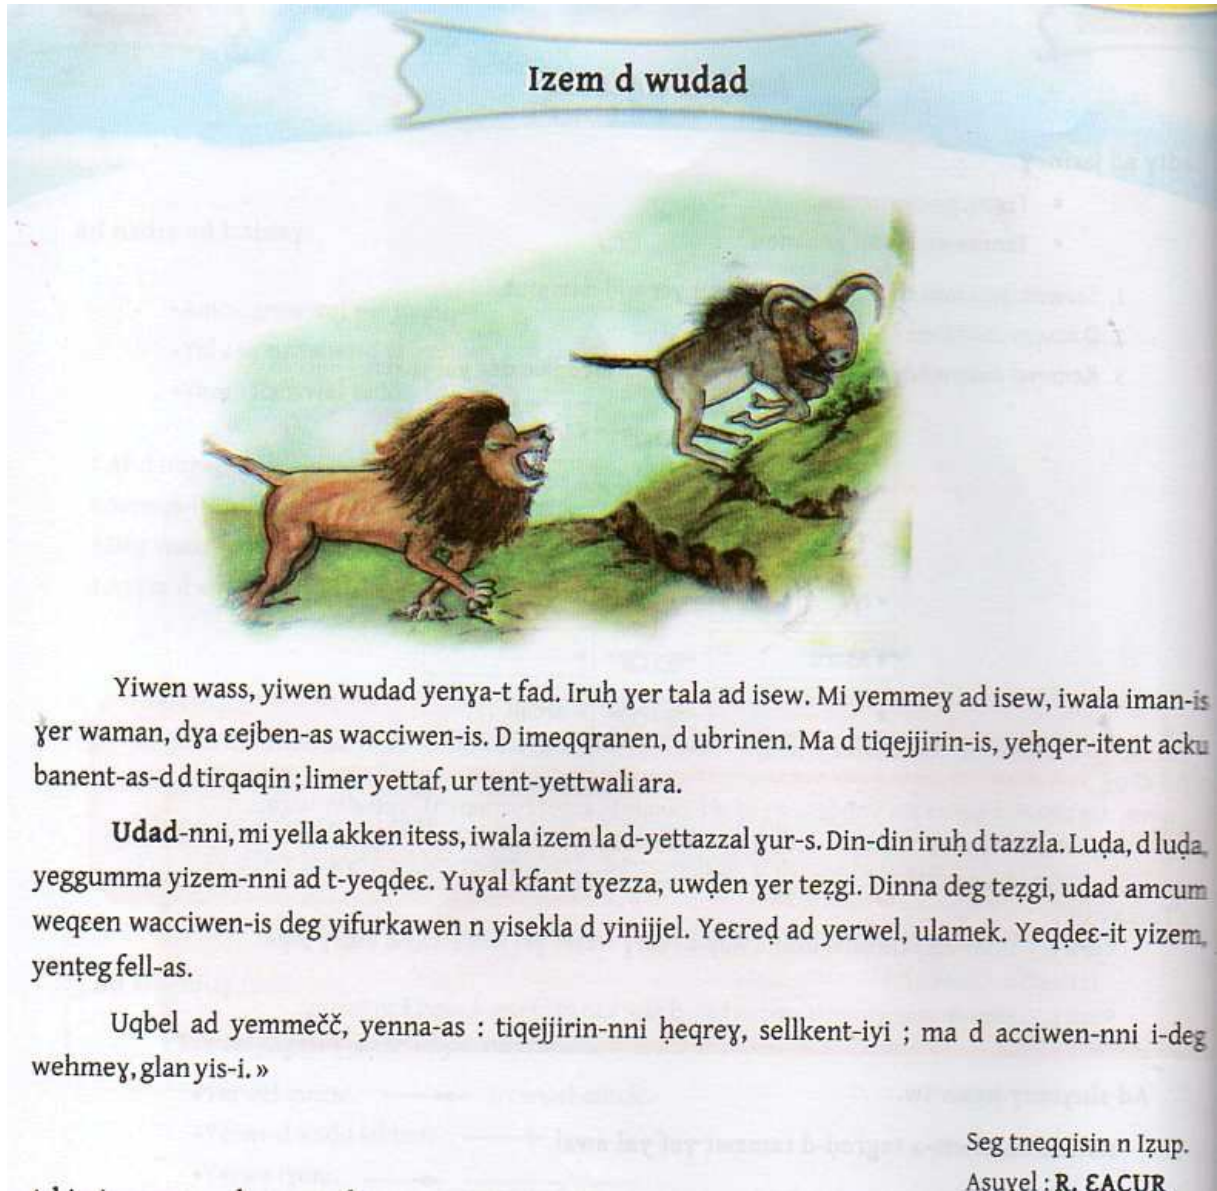 Izem d wudad
Yiwen wass, yiwen wudad yenɣa-t fad. Iruḥ ɣer tala ad isew. Mi yemmeɣ ad isew, iwala iman-is
ɣer waman, dɣa ɛejben-as wacciwen-is. D imeqqranen, d ubrinen. Ma d tiqejjirin-is, yeḥqer-itent acku
banent-as-d d tirqaqin ; limer yettaf, ur tent-yettwali ara.
Udad-nni, mi yella akken itess, iwala izem la d-yettazzal ɣur-s. Din-din iruḥ d tazzla. Luḍa, d luḍa,
yeggumma yizem-nni ad t-yeqḍeɛ. Yuɣal kfant tɣezza, uwḍen ɣer teẓgi. Dinna deg teẓgi, udad amcum
weqɛen wacciwen-is deg yifurkawen n yisekla d yinijjel. Yeɛreḍ ad yerwel, ulamek. Yeqḍeɛ-it yizem,
yenṭeg fell-as.
Uqbel ad yemmečč, yenna-as : tiqejjirin-nni ḥeqreɣ, sellkent-iyi ; ma d acciwen-nni i-deg
wehmeɣ, glan yis-i. »
Seg tneqqisin n Iẓup.
Asuɣel : R. ƐACUR